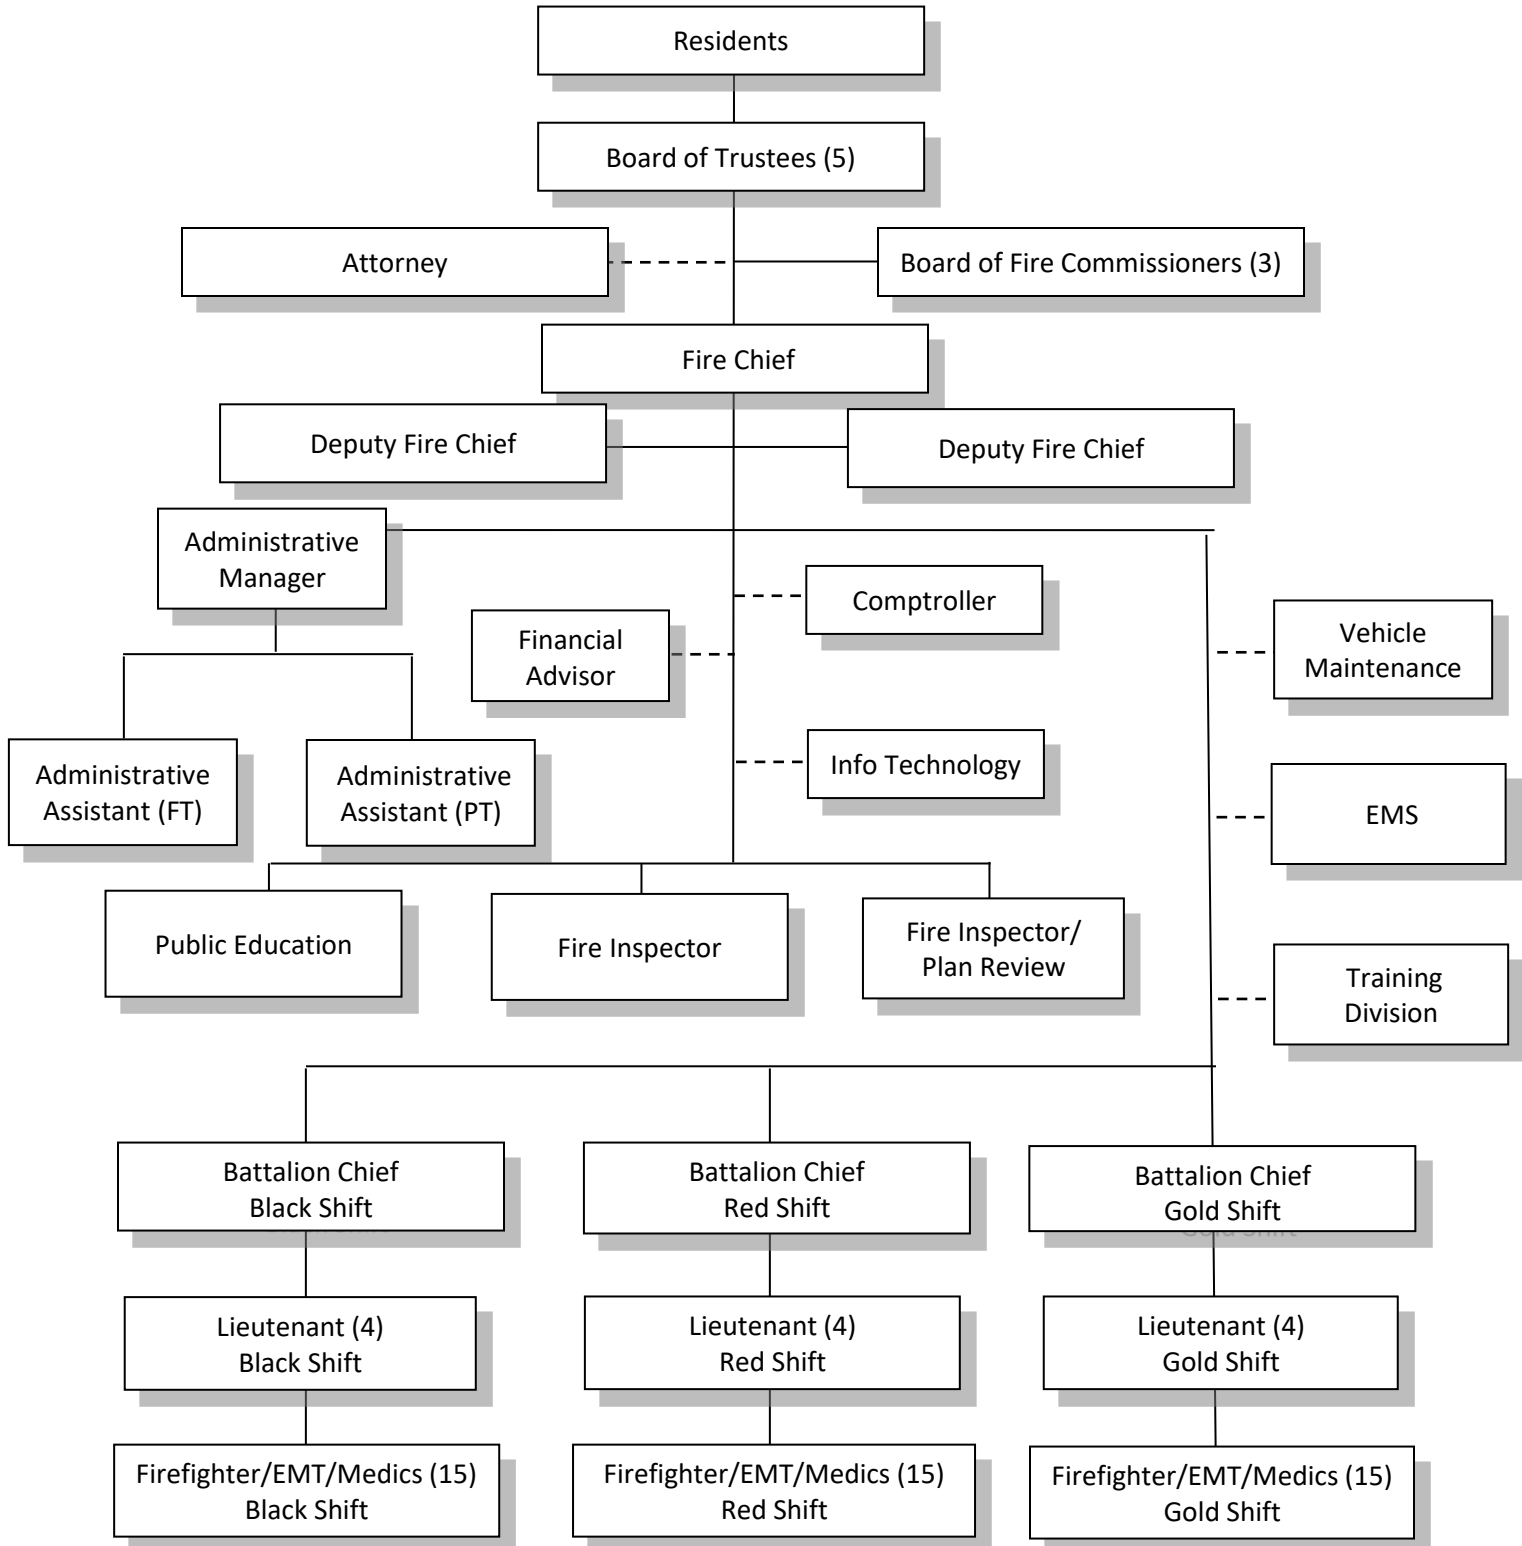 Residents
Board of Trustees (5)
Attorney
Board of Fire Commissioners (3)
Fire Chief
Deputy Fire Chief
Deputy Fire Chief
Administrative
Manager
Comptroller
Financial
Advisor
Vehicle
Maintenance
Administrative
Assistant (FT)
Administrative
Assistant (PT)
Info Technology
EMS
Public Education
Fire Inspector
Fire Inspector/
Plan Review
Training
Division
Battalion Chief
Black Shift
Battalion Chief
Red Shift
Battalion Chief
Gold Shift
Lieutenant (4)
Black Shift
Lieutenant (4)
Red Shift
Lieutenant (4)
Gold Shift
Firefighter/EMT/Medics (15)
Black Shift
Firefighter/EMT/Medics (15)
Red Shift
Firefighter/EMT/Medics (15)
Gold Shift